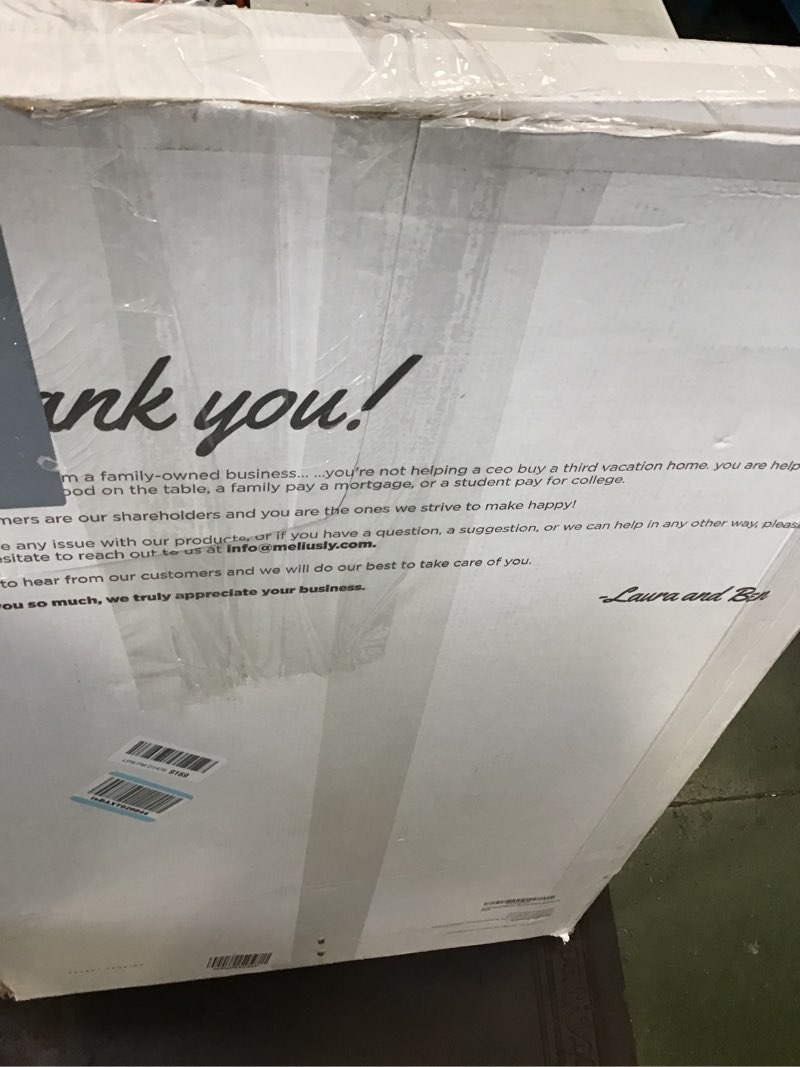 ank you!
m a family-owned business... ...you're not helping a ceo buy a third vacation home. you are help
ood on the table, a family pay a mortgage, or a student pay for college.
mers are our shareholders and you are the ones we strive to make happy!
e any issue with our products, or if you have a question, a suggestion, or we can help in any other way, please
esitate to reach out to us at info@meliusly.com.
to hear from our customers and we will do our best to take care of you.
ou so much, we truly appreciate your business.
-Laura and Ben
9169